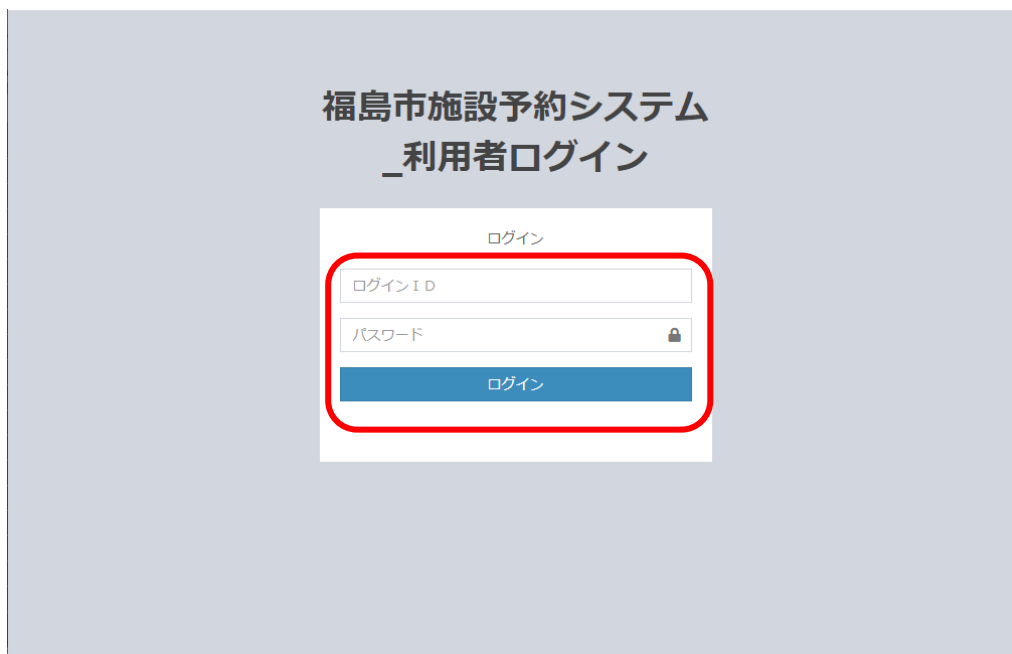 福島市施設予約システム
_利用者ログイン
ログイン
ログインＩＤ
パスワード
ログイン